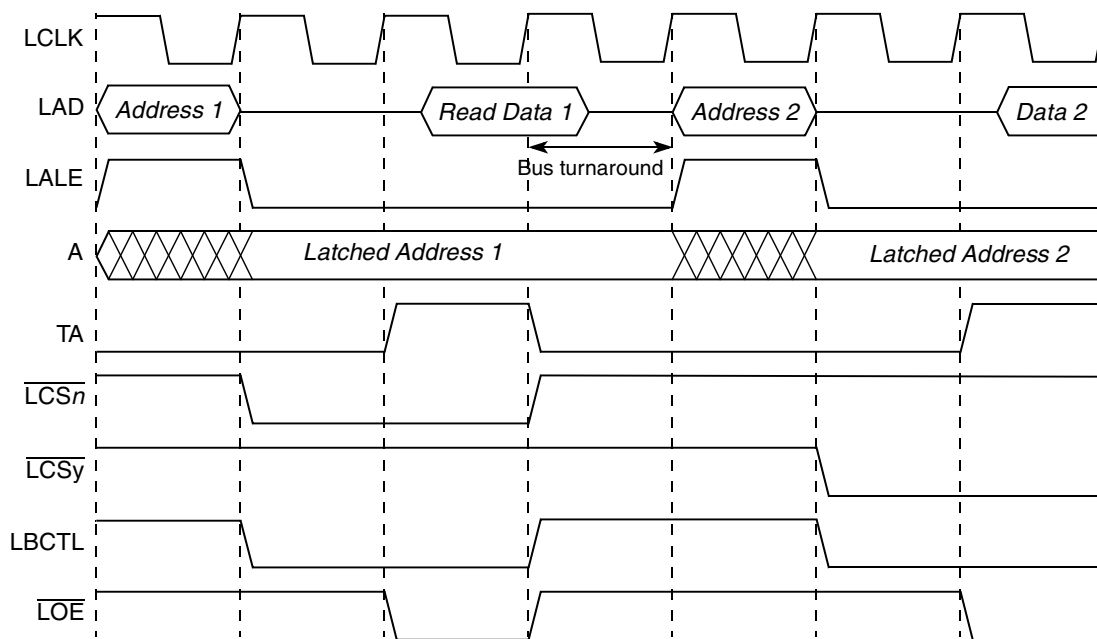 LCLK
LAD Address 1 Read Data 1 Address 2 Data 2
Bus turnaround
LALE
A Latched Address 1 Latched Address 2
TA
LCSn
LCSy
LBCTL
LOE